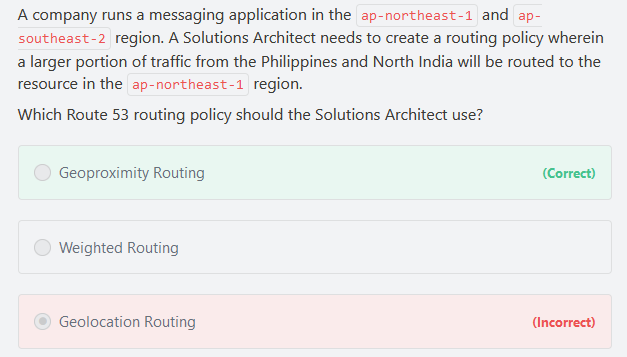 A company runs a messaging application in the ap-northeast-1 and ap-
southeast-2 region. A Solutions Architect needs to create a routing policy wherein
a larger portion of traffic from the Philippines and North India will be routed to the
resource in the ap-northeast-1 region.
Which Route 53 routing policy should the Solutions Architect use?
Geoproximity Routing (Correct)
Weighted Routing
Geolocation Routing (Incorrect)